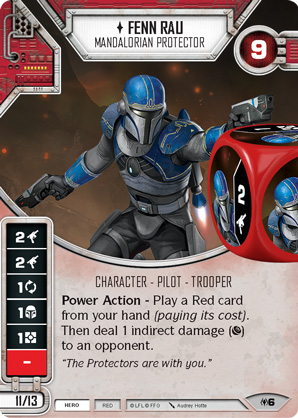 FENN RAU
MANDALORIAN PROTECTOR
9
2
2
1
1
1
-
2
CHARACTER - PILOT - TROOPER
Power Action - Play a Red card
from your hand (paying its cost).
Then deal 1 indirect damage ( )
to an opponent.
"The Protectors are with you."
11/13
HERO
RED
© LFL © FFG
Audrey Hotte
6